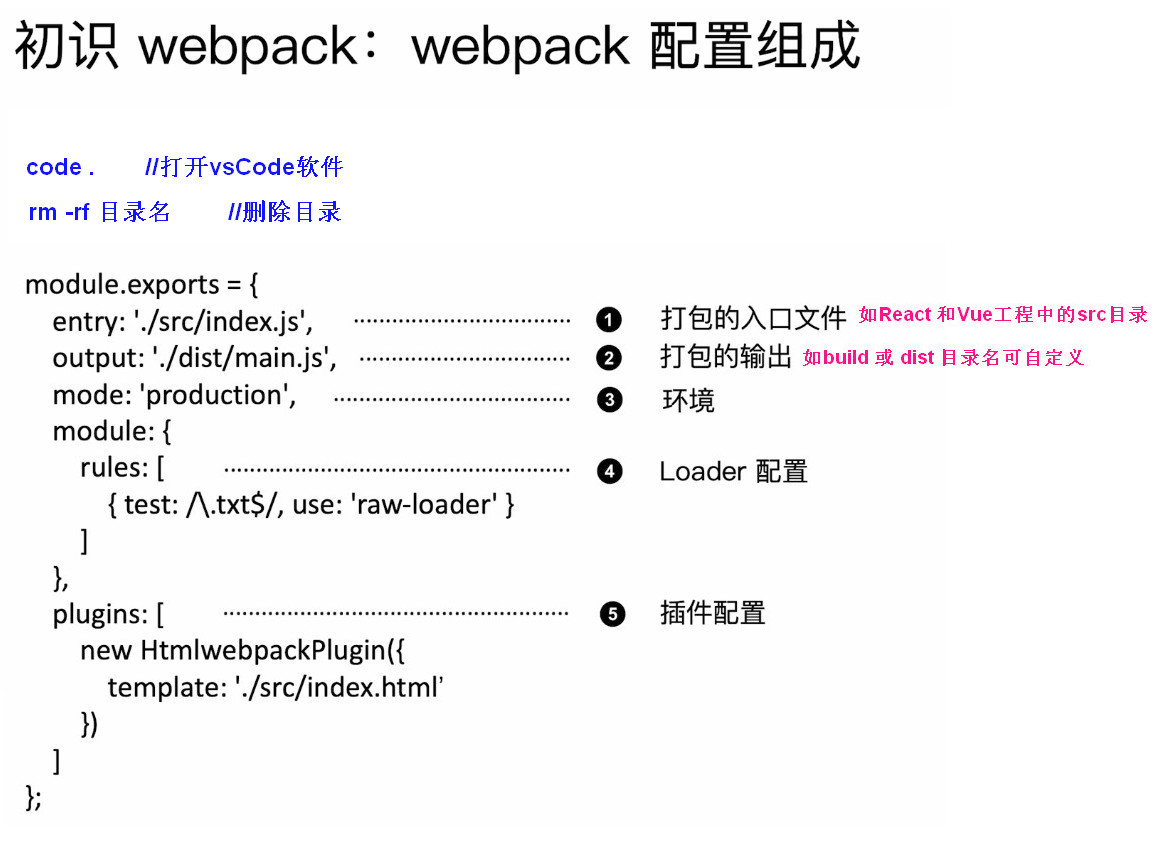 初识 webpack：webpack 配置组成
code .	//打开vsCode软件
rm -rf 目录名	//删除目录
module.exports = {
entry: './src/index.js', ❶ 打包的入口文件 如React 和Vue工程中的src目录
output: './dist/main.js', ❷ 打包的输出 如build 或 dist 目录名可自定义
mode: 'production', ❸ 环境
module: {
rules: [ ❹ Loader 配置
{ test: /\.txt$/, use: 'raw-loader' }
]
},
plugins: [ ❺ 插件配置
new HtmlwebpackPlugin({
template: './src/index.html’
})
]
};